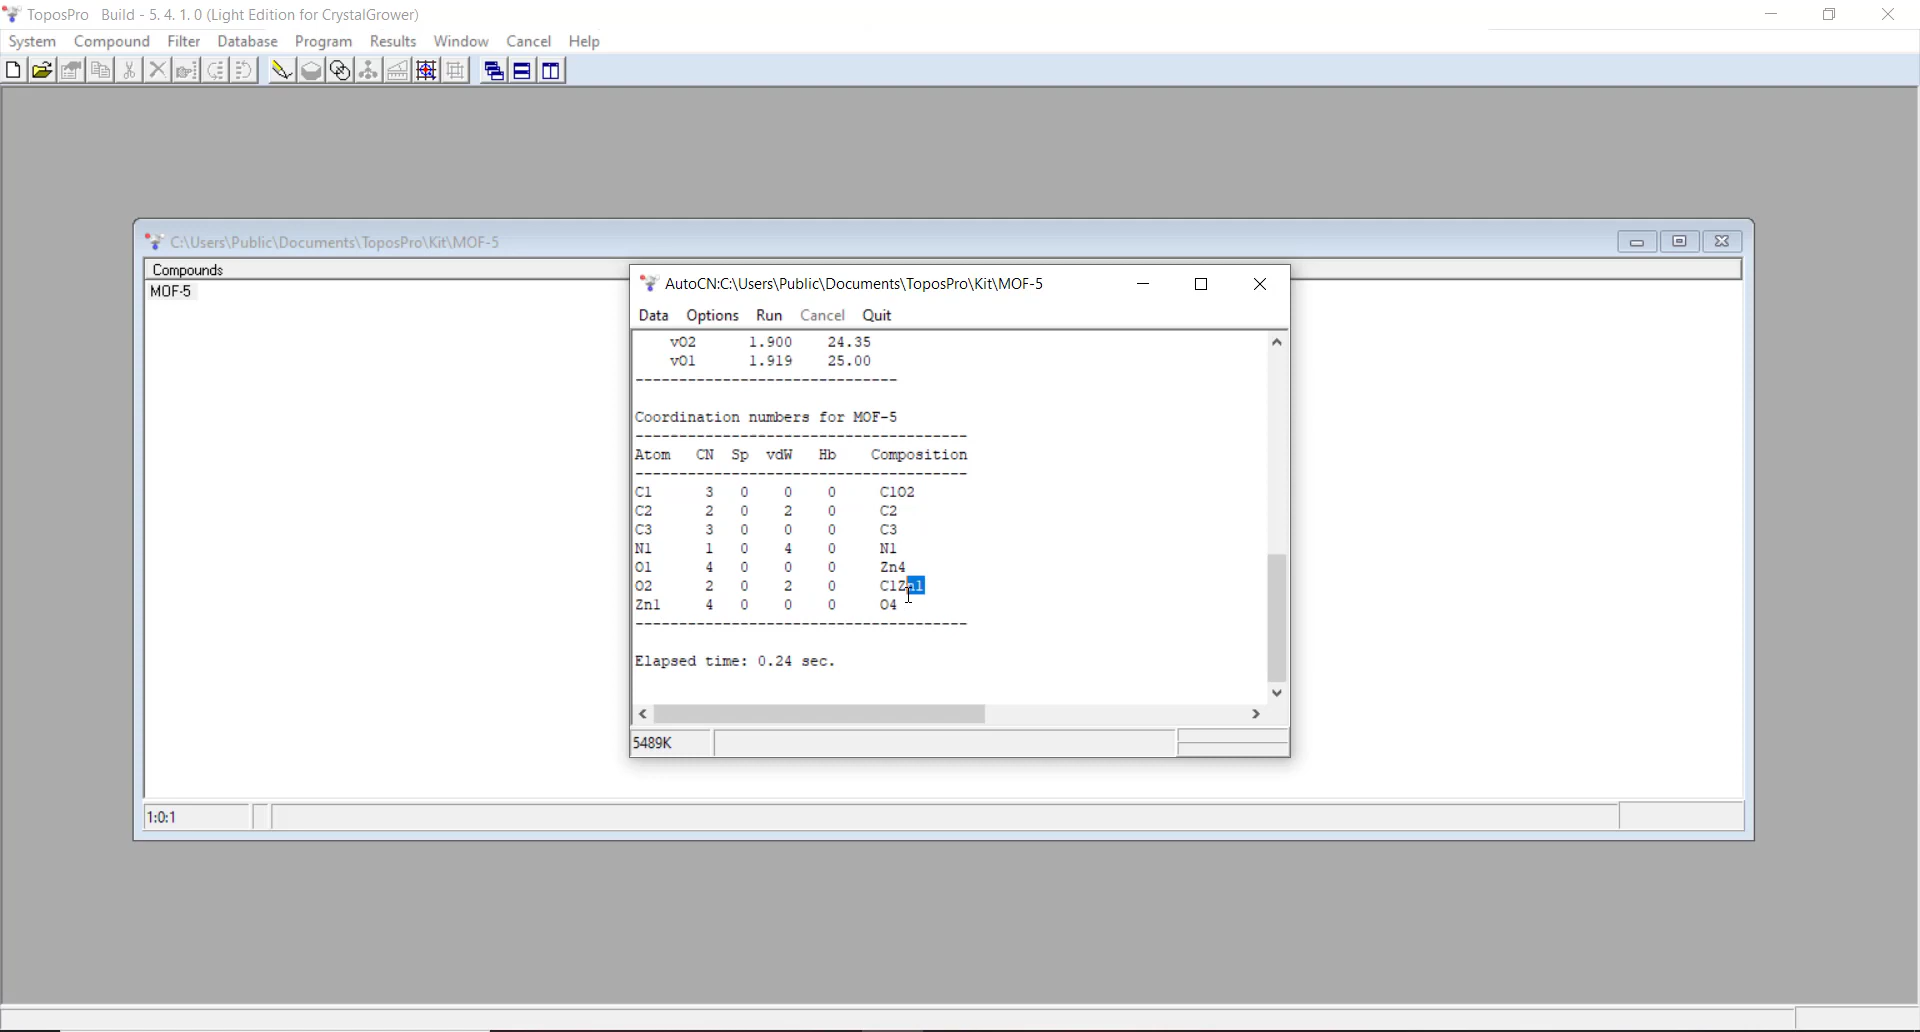 ToposPro Build - 5. 4. 1. 0 (Light Edition for CrystalGrower)
System Compound Filter Database Program Results Window Cancel Help
C:\Users\Public\Documents\ToposPro\Kit\MOF-5
Compounds
MOF-5
AutoCN:C:\Users\Public\Documents\ToposPro\Kit\MOF-5
Data Options Run Cancel Quit
vO2 1.900 24.35
vO1 1.919 25.00
------------------------------
Coordination numbers for MOF-5
--------------------------------------
Atom CN Sp vdW Hb Composition
--------------------------------------
C1 3 0 0 0 C1O2
C2 2 0 2 0 C2
C3 3 0 0 0 C3
N1 1 0 4 0 N1
O1 4 0 0 0 Zn4
O2 2 0 2 0 C1Zn1
Zn1 4 0 0 0 O4
--------------------------------------
Elapsed time: 0.24 sec.
5489K
1:0:1